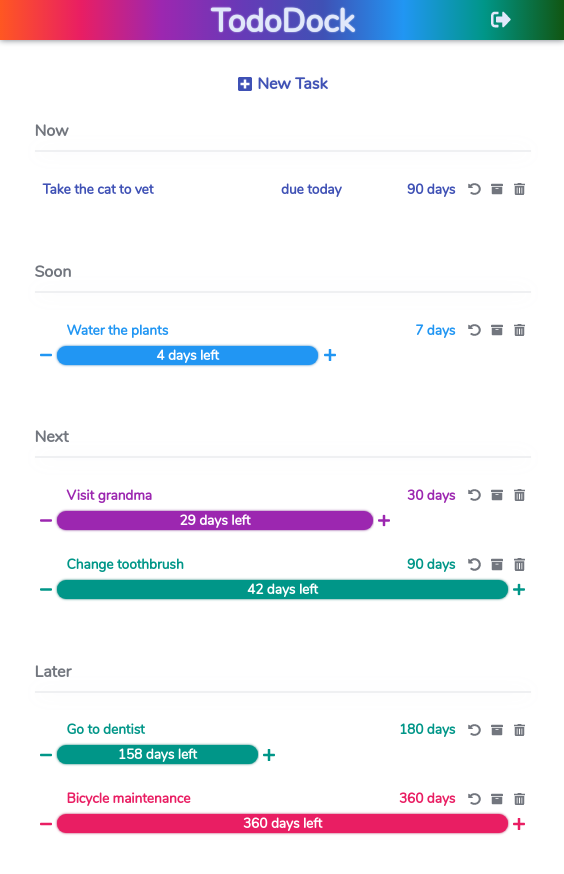 TodoDock
New Task
Now
Take the cat to vet due today 90 days
Soon
Water the plants 7 days
4 days left
Next
Visit grandma 30 days
29 days left
Change toothbrush 90 days
42 days left
Later
Go to dentist 180 days
158 days left
Bicycle maintenance 360 days
360 days left